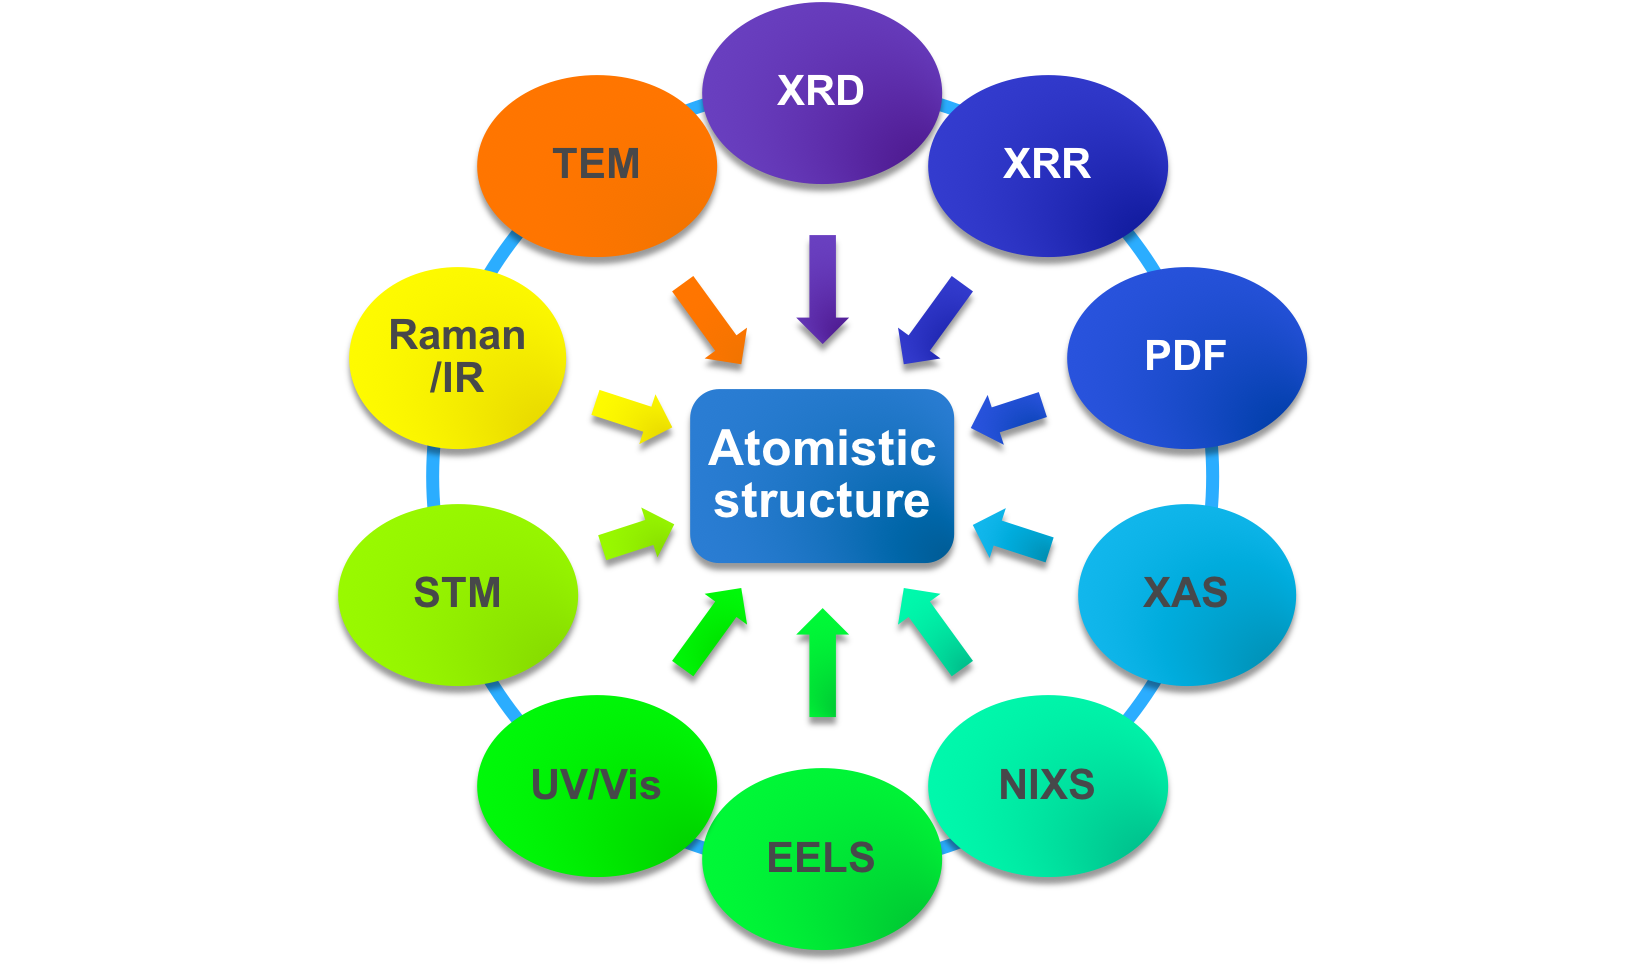 XRD
XRR
PDF
XAS
NIXS
EELS
UV/Vis
STM
Raman
/IR
TEM
Atomistic
structure